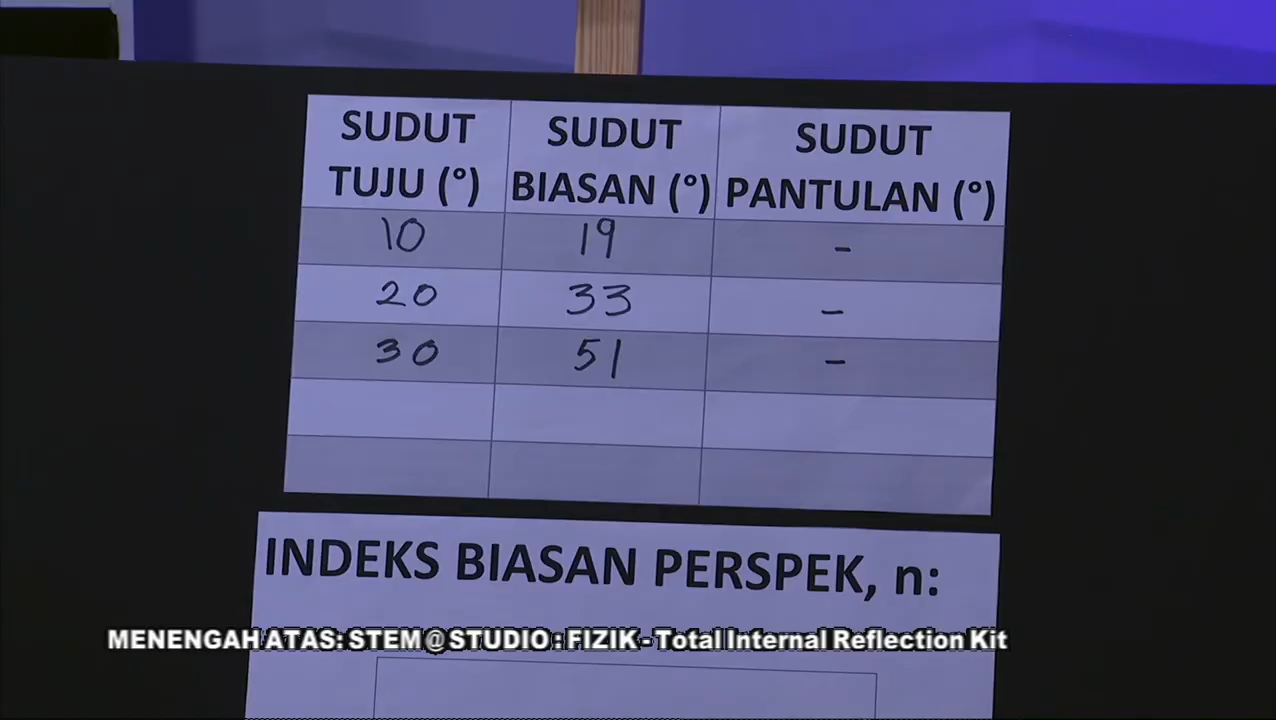 SUDUT TUJU (°) SUDUT BIASAN (°) SUDUT PANTULAN (°)
10 19 -
20 33 -
30 51 -
INDEKS BIASAN PERSPEK, n:
MENENGAH ATAS: STEM@STUDIO : FIZIK - Total Internal Reflection Kit